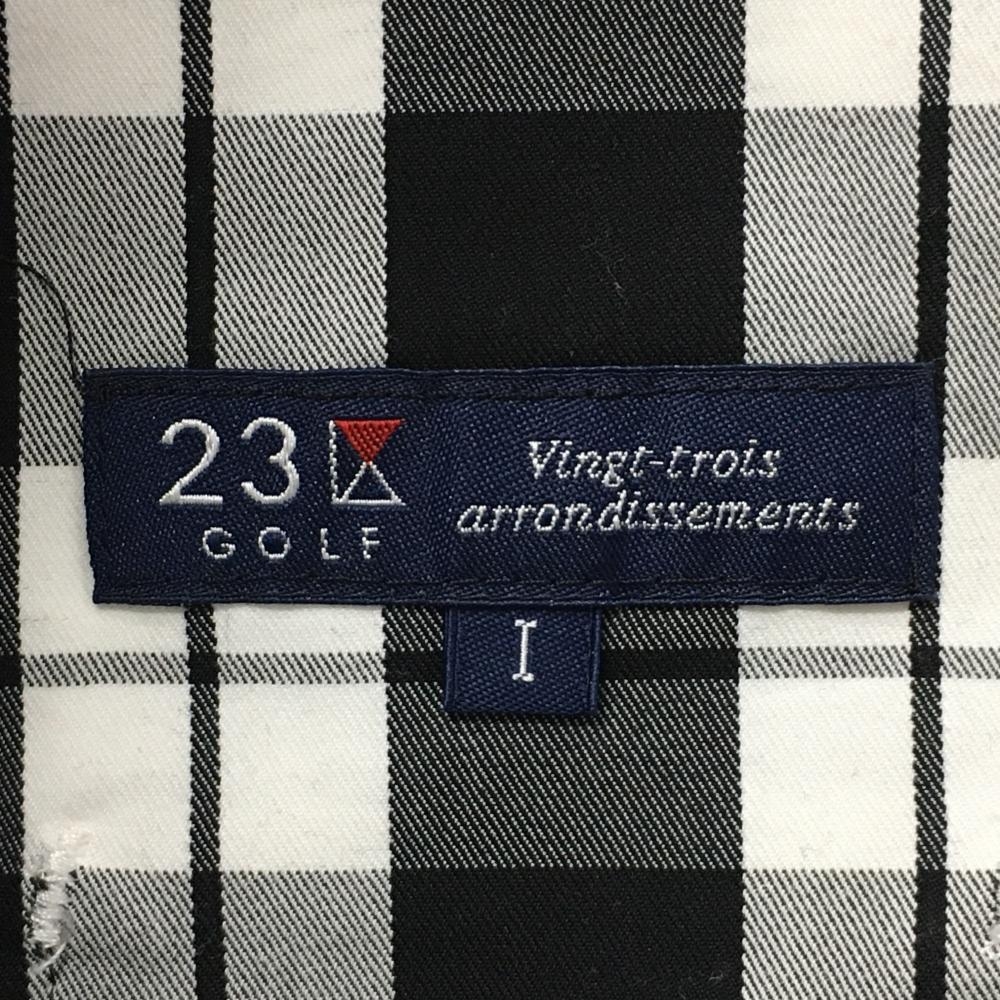 23
GOLF
Vingt-trois
arrondissements
I